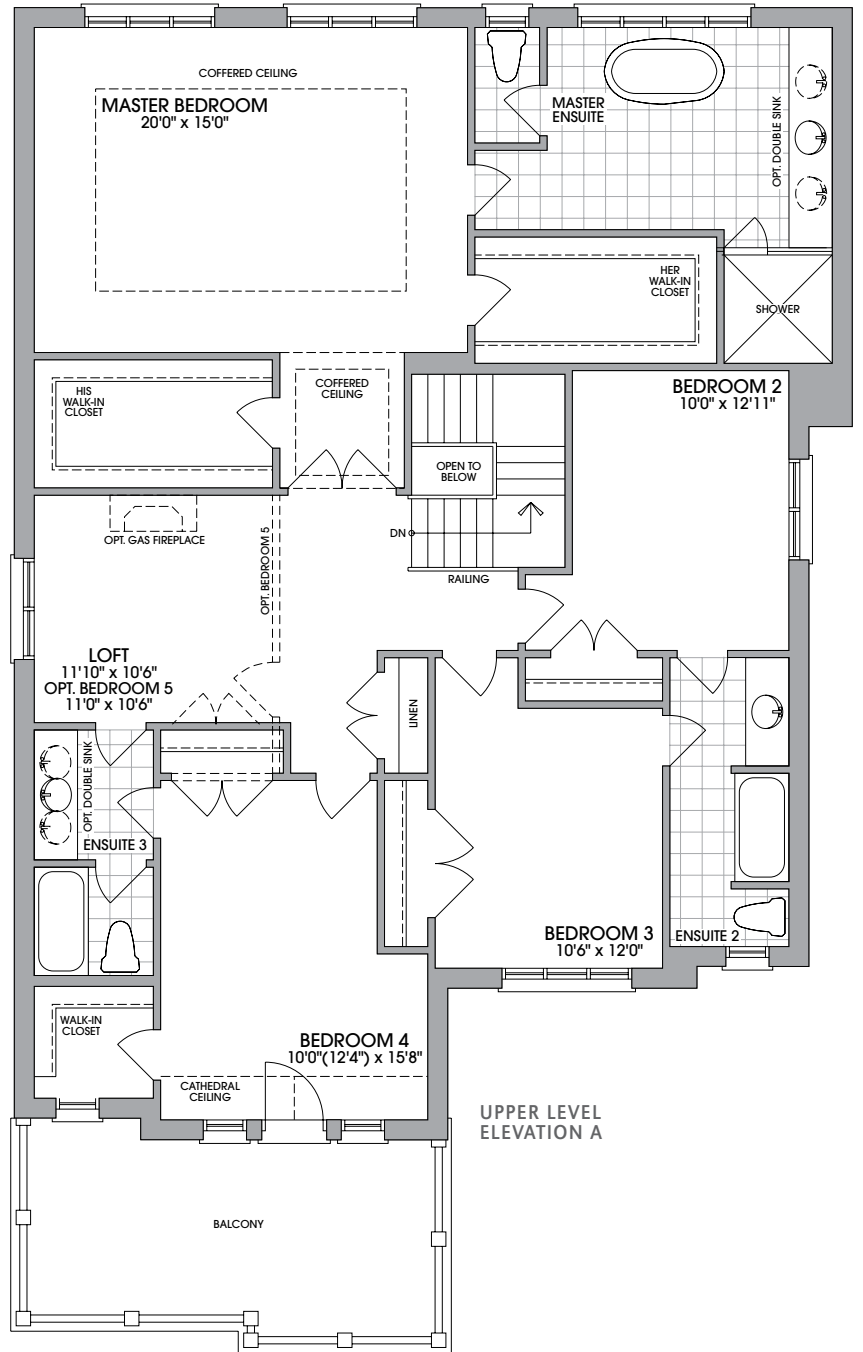 COFFERED CEILING
MASTER BEDROOM
20'0" x 15'0"
MASTER
ENSUITE
OPT. DOUBLE SINK
HER
WALK-IN
CLOSET
SHOWER
HIS
WALK-IN
CLOSET
COFFERED
CEILING
BEDROOM 2
10'0" x 12'11"
OPEN TO
BELOW
DN
RAILING
OPT. GAS FIREPLACE
OPT. BEDROOM 5
LOFT
11'10" x 10'6"
OPT. BEDROOM 5
11'0" x 10'6"
LINEN
OPT. DOUBLE SINK
ENSUITE 3
BEDROOM 3
10'6" x 12'0"
ENSUITE 2
WALK-IN
CLOSET
BEDROOM 4
10'0"(12'4") x 15'8"
CATHEDRAL
CEILING
UPPER LEVEL
ELEVATION A
BALCONY